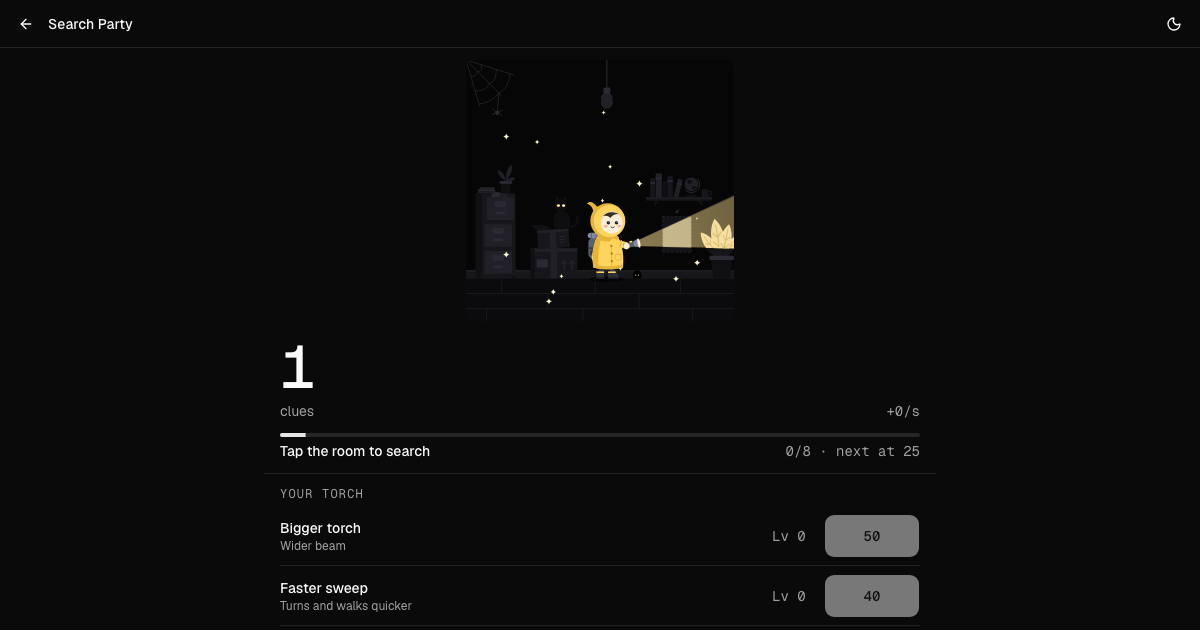 Search Party
1
clues
+0/s
Tap the room to search
0/8 · next at 25
YOUR TORCH
Bigger torch
Wider beam
Lv 0
50
Faster sweep
Turns and walks quicker
Lv 0
40